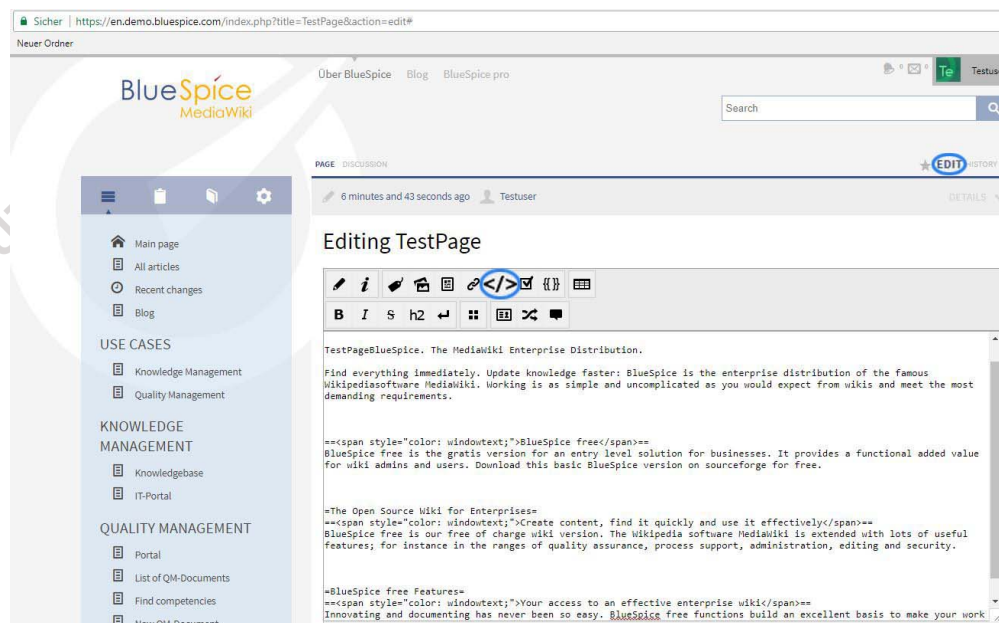 Sicher | https://en.demo.bluespice.com/index.php?title=TestPage&action=edit#
Neuer Ordner
BlueSpice
MediaWiki
Über BlueSpice Blog BlueSpice pro
Te Testus
Search
PAGE DISCUSSION
EDIT HISTORY
6 minutes and 43 seconds ago Testuser
DETAILS
Main page
All articles
Recent changes
Blog
USE CASES
Knowledge Management
Quality Management
KNOWLEDGE
MANAGEMENT
Knowledgebase
IT-Portal
QUALITY MANAGEMENT
Portal
List of QM-Documents
Find competencies
New QM-Document
Editing TestPage
i </> {{}}
B I S h2
TestPageBlueSpice. The MediaWiki Enterprise Distribution.
Find everything immediately. Update knowledge faster: BlueSpice is the enterprise distribution of the famous
Wikipediasoftware MediaWiki. Working is as simple and uncomplicated as you would expect from wikis and meet the most
demanding requirements.
==<span style="color: windowtext;">BlueSpice free</span>==
BlueSpice free is the gratis version for an entry level solution for businesses. It provides a functional added value
for wiki admins and users. Download this basic BlueSpice version on sourceforge for free.
=The Open Source Wiki for Enterprises=
==<span style="color: windowtext;">Create content, find it quickly and use it effectively</span>==
BlueSpice free is our free of charge wiki version. The Wikipedia software MediaWiki is extended with lots of useful
features; for instance in the ranges of quality assurance, process support, administration, editing and security.
=BlueSpice free Features=
==<span style="color: windowtext;">Your access to an effective enterprise wiki</span>==
Innovating and documenting has never been so easy. BlueSpice free functions build an excellent basis to make your work